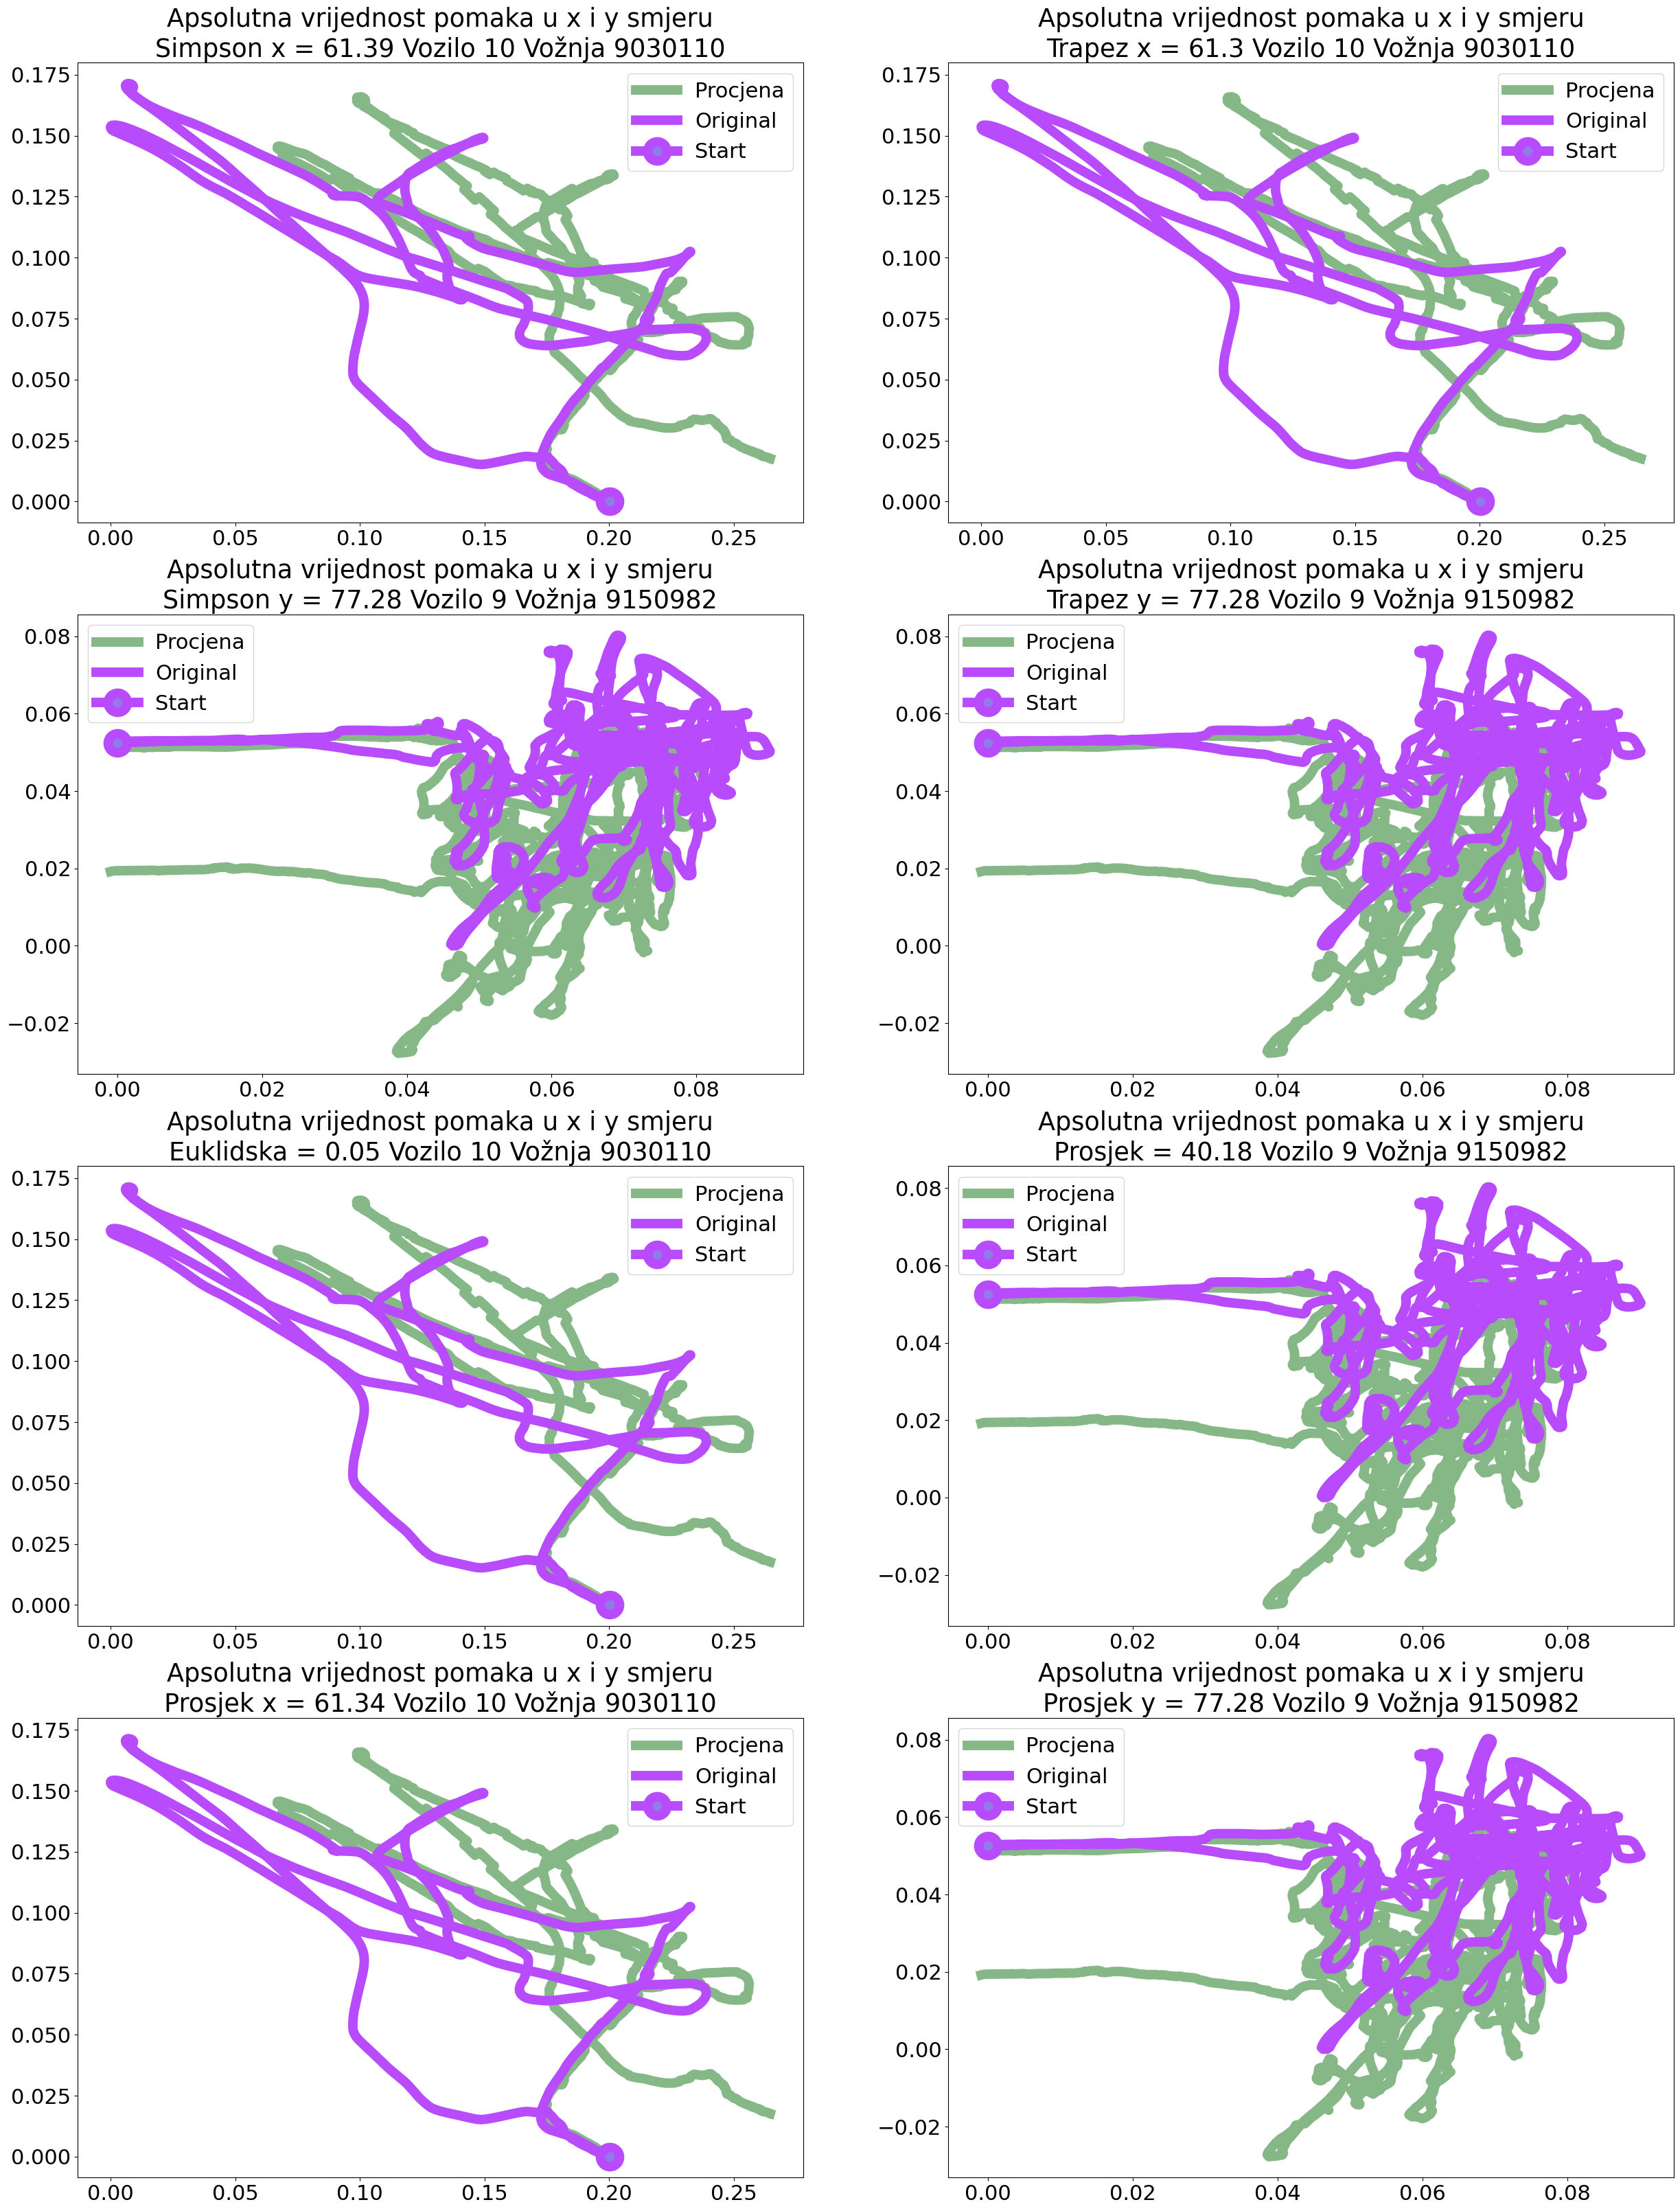 Apsolutna vrijednost pomaka u x i y smjeru
Simpson x = 61.39 Vozilo 10 Vožnja 9030110
0.175
0.150
0.125
0.100
0.075
0.050
0.025
0.000
0.00 0.05 0.10 0.15 0.20 0.25
Procjena
Original
Start
Apsolutna vrijednost pomaka u x i y smjeru
Trapez x = 61.3 Vozilo 10 Vožnja 9030110
0.175
0.150
0.125
0.100
0.075
0.050
0.025
0.000
0.00 0.05 0.10 0.15 0.20 0.25
Procjena
Original
Start
Apsolutna vrijednost pomaka u x i y smjeru
Simpson y = 77.28 Vozilo 9 Vožnja 9150982
0.08
0.06
0.04
0.02
0.00
−0.02
0.00 0.02 0.04 0.06 0.08
Procjena
Original
Start
Apsolutna vrijednost pomaka u x i y smjeru
Trapez y = 77.28 Vozilo 9 Vožnja 9150982
0.08
0.06
0.04
0.02
0.00
−0.02
0.00 0.02 0.04 0.06 0.08
Procjena
Original
Start
Apsolutna vrijednost pomaka u x i y smjeru
Euklidska = 0.05 Vozilo 10 Vožnja 9030110
0.175
0.150
0.125
0.100
0.075
0.050
0.025
0.000
0.00 0.05 0.10 0.15 0.20 0.25
Procjena
Original
Start
Apsolutna vrijednost pomaka u x i y smjeru
Prosjek = 40.18 Vozilo 9 Vožnja 9150982
0.08
0.06
0.04
0.02
0.00
−0.02
0.00 0.02 0.04 0.06 0.08
Procjena
Original
Start
Apsolutna vrijednost pomaka u x i y smjeru
Prosjek x = 61.34 Vozilo 10 Vožnja 9030110
0.175
0.150
0.125
0.100
0.075
0.050
0.025
0.000
0.00 0.05 0.10 0.15 0.20 0.25
Procjena
Original
Start
Apsolutna vrijednost pomaka u x i y smjeru
Prosjek y = 77.28 Vozilo 9 Vožnja 9150982
0.08
0.06
0.04
0.02
0.00
−0.02
0.00 0.02 0.04 0.06 0.08
Procjena
Original
Start